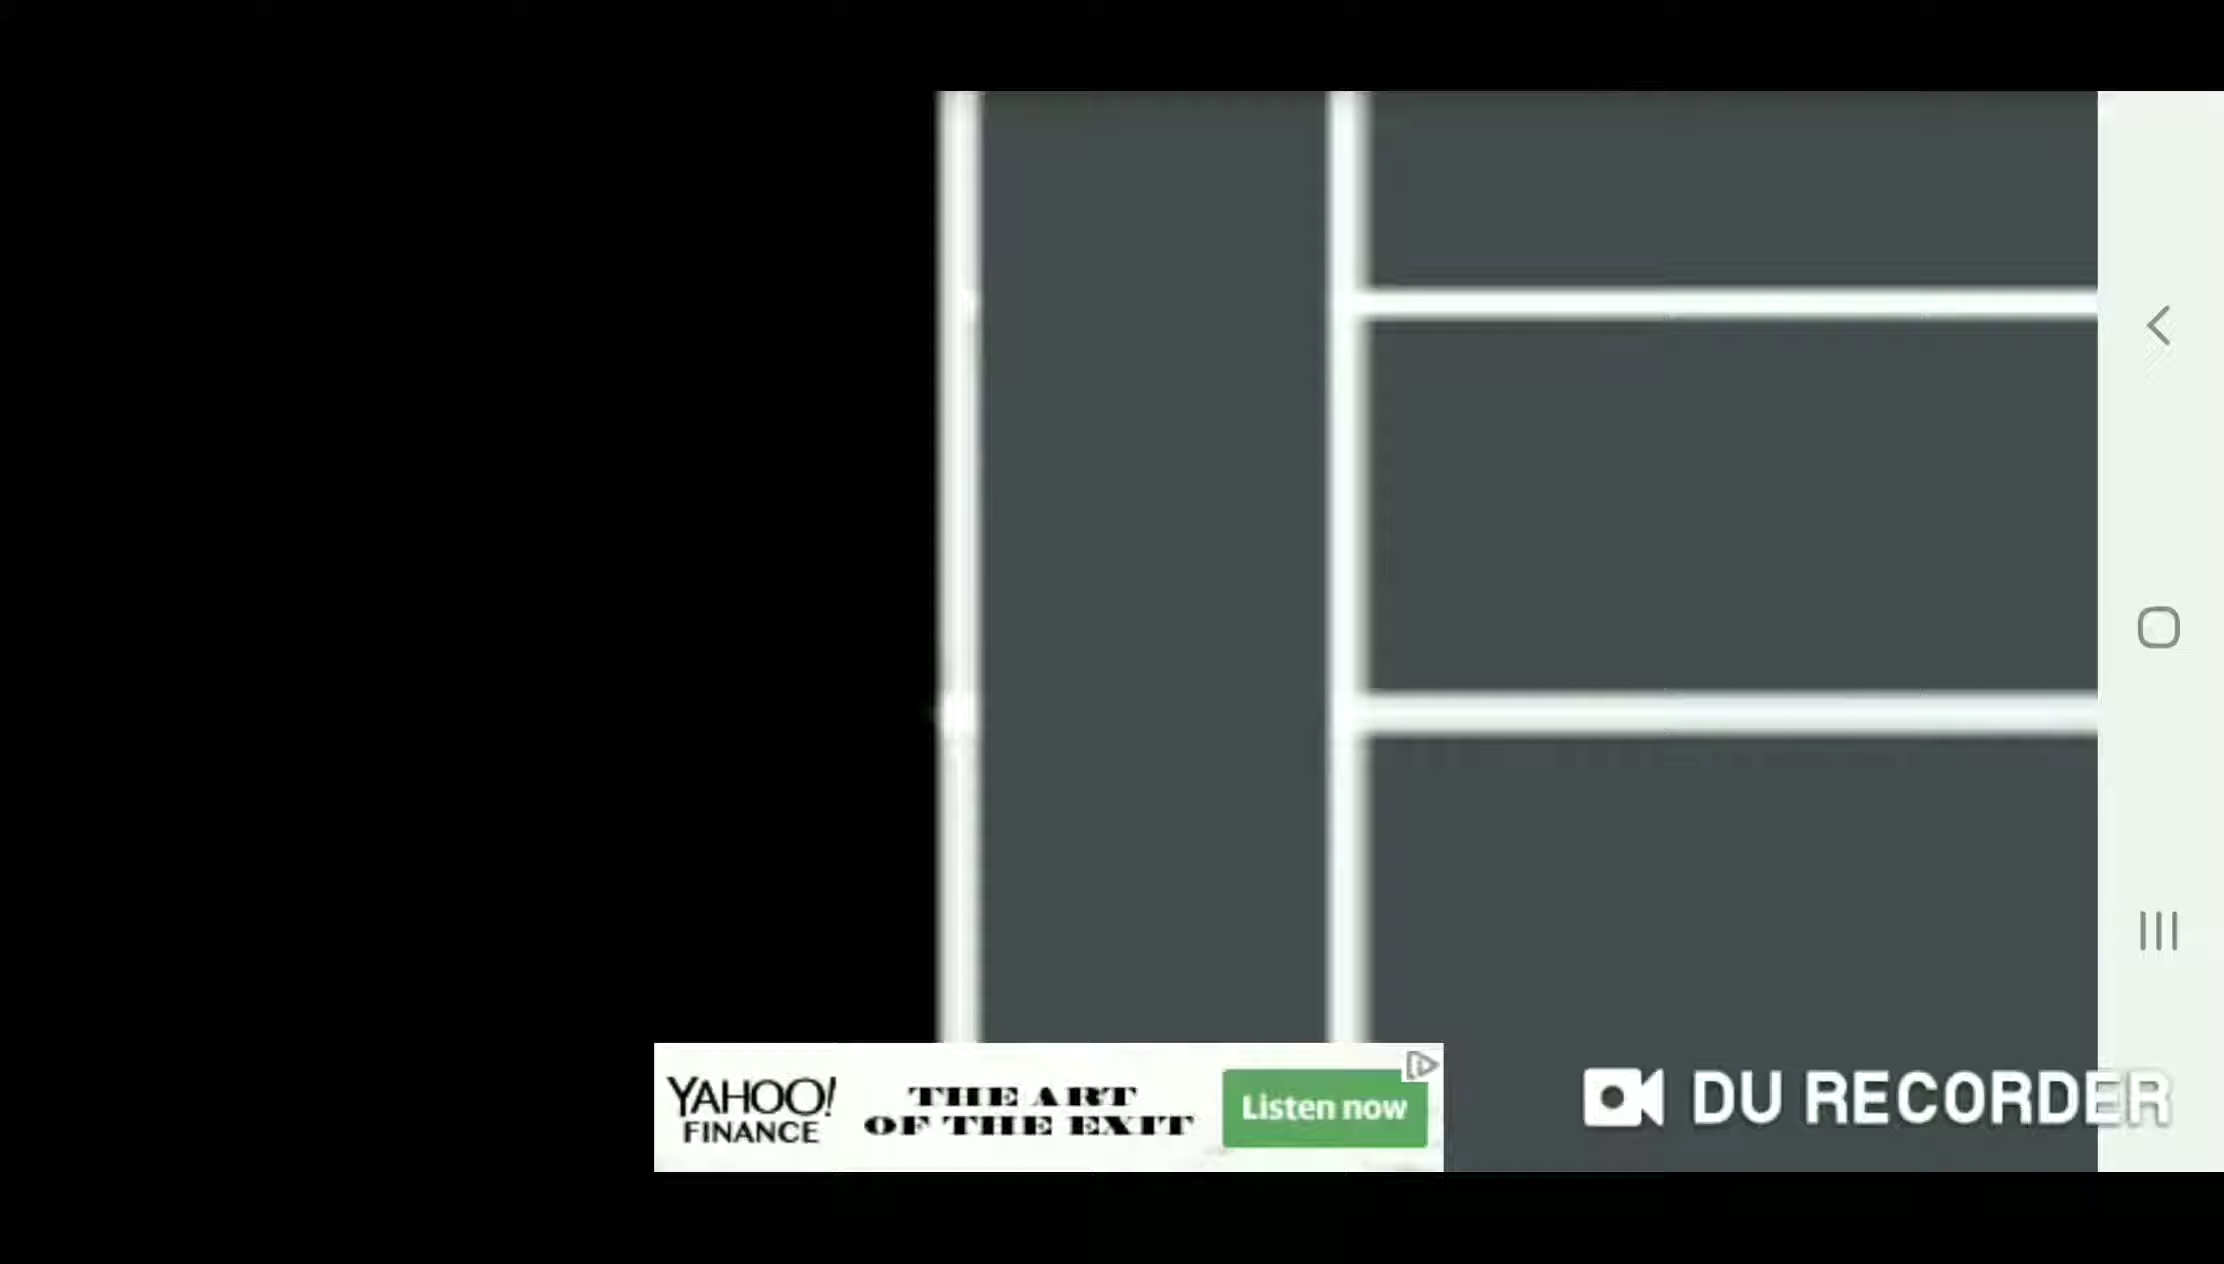 YAHOO!
FINANCE
THE ART
OF THE EXIT
Listen now
DU RECORDER